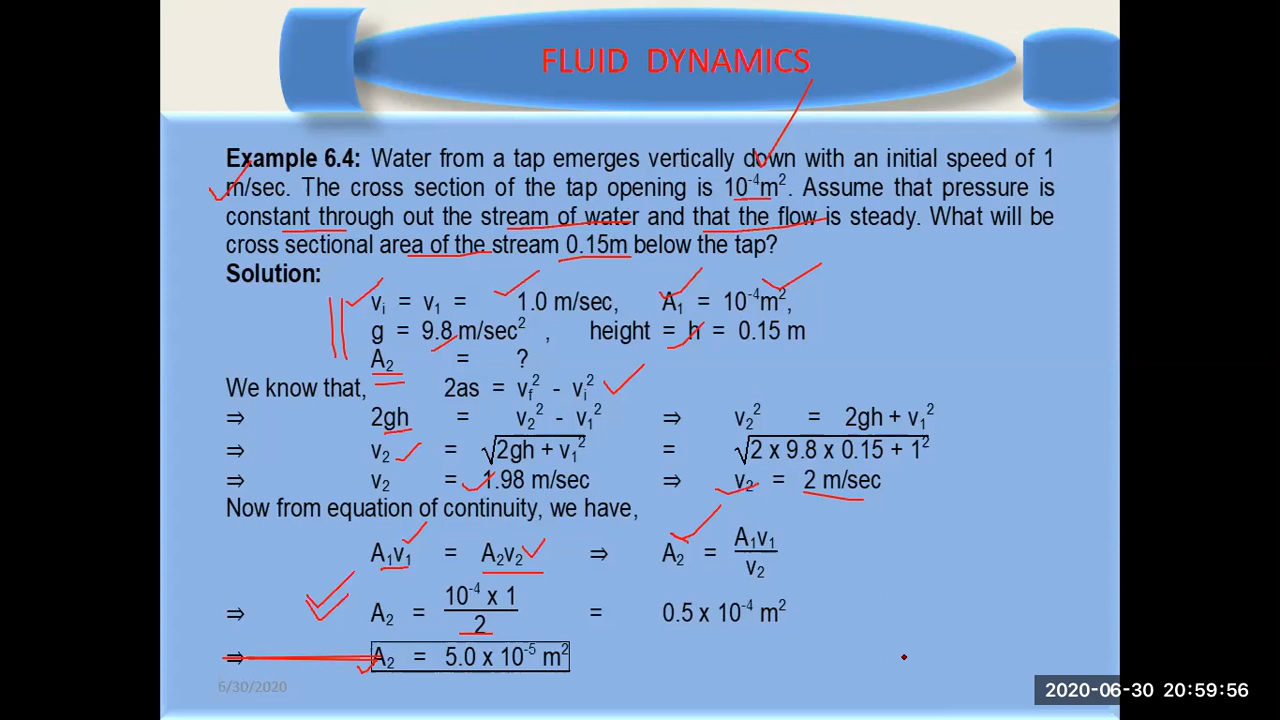 FLUID DYNAMICS
Example 6.4: Water from a tap emerges vertically down with an initial speed of 1
m/sec. The cross section of the tap opening is 10⁻⁴m². Assume that pressure is
constant through out the stream of water and that the flow is steady. What will be
cross sectional area of the stream 0.15m below the tap?
Solution:
vᵢ = v₁ = 1.0 m/sec, A₁ = 10⁻⁴m²,
g = 9.8 m/sec² , height = h = 0.15 m
A₂ = ?
We know that, 2as = v_f² - vᵢ²
⇒ 2gh = v₂² - v₁² ⇒ v₂² = 2gh + v₁²
⇒ v₂ = √(2gh + v₁²) = √(2 x 9.8 x 0.15 + 1²)
⇒ v₂ = 1.98 m/sec ⇒ v₂ = 2 m/sec
Now from equation of continuity, we have,
A₁v₁ = A₂v₂ ⇒ A₂ = A₁v₁ / v₂
⇒ A₂ = 10⁻⁴ x 1 / 2 = 0.5 x 10⁻⁴ m²
⇒ A₂ = 5.0 x 10⁻⁵ m²
6/30/2020
2020-06-30 20:59:56